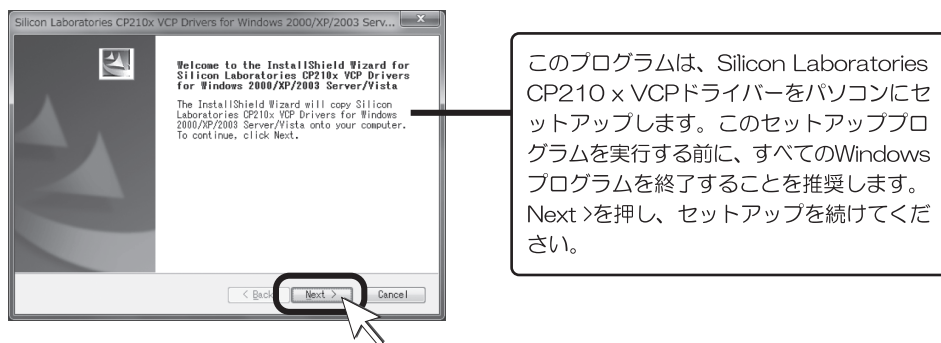 Silicon Laboratories CP210x VCP Drivers for Windows 2000/XP/2003 Serv...
Welcome to the InstallShield Wizard for
Silicon Laboratories CP210x VCP Drivers
for Windows 2000/XP/2003 Server/Vista
The InstallShield Wizard will copy Silicon
Laboratories CP210x VCP Drivers for Windows
2000/XP/2003 Server/Vista onto your computer.
To continue, click Next.
< Back
Next >
Cancel
このプログラムは、Silicon Laboratories
CP210 x VCPドライバーをパソコンにセ
ットアップします。このセットアッププロ
グラムを実行する前に、すべてのWindows
プログラムを終了することを推奨します。
Next >を押し、セットアップを続けてくだ
さい。